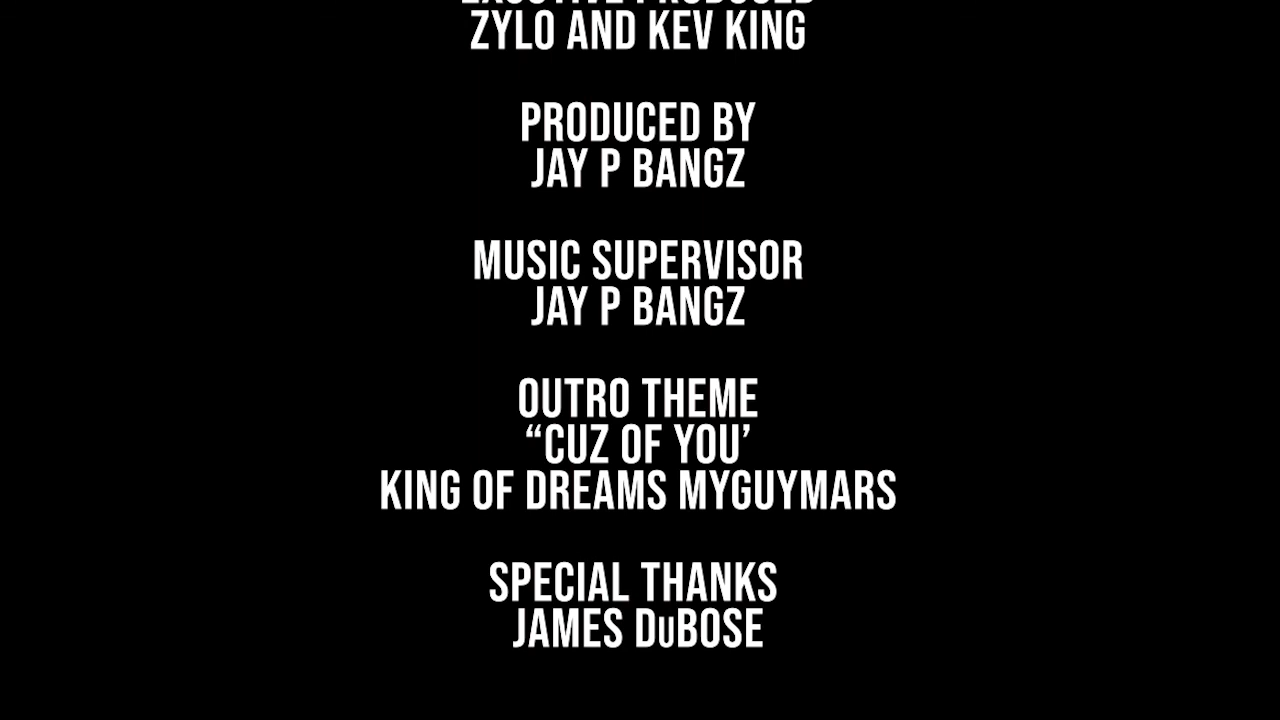 ZYLO AND KEV KING
PRODUCED BY
JAY P BANGZ
MUSIC SUPERVISOR
JAY P BANGZ
OUTRO THEME
“CUZ OF YOU’
KING OF DREAMS MYGUYMARS
SPECIAL THANKS
JAMES DuBOSE